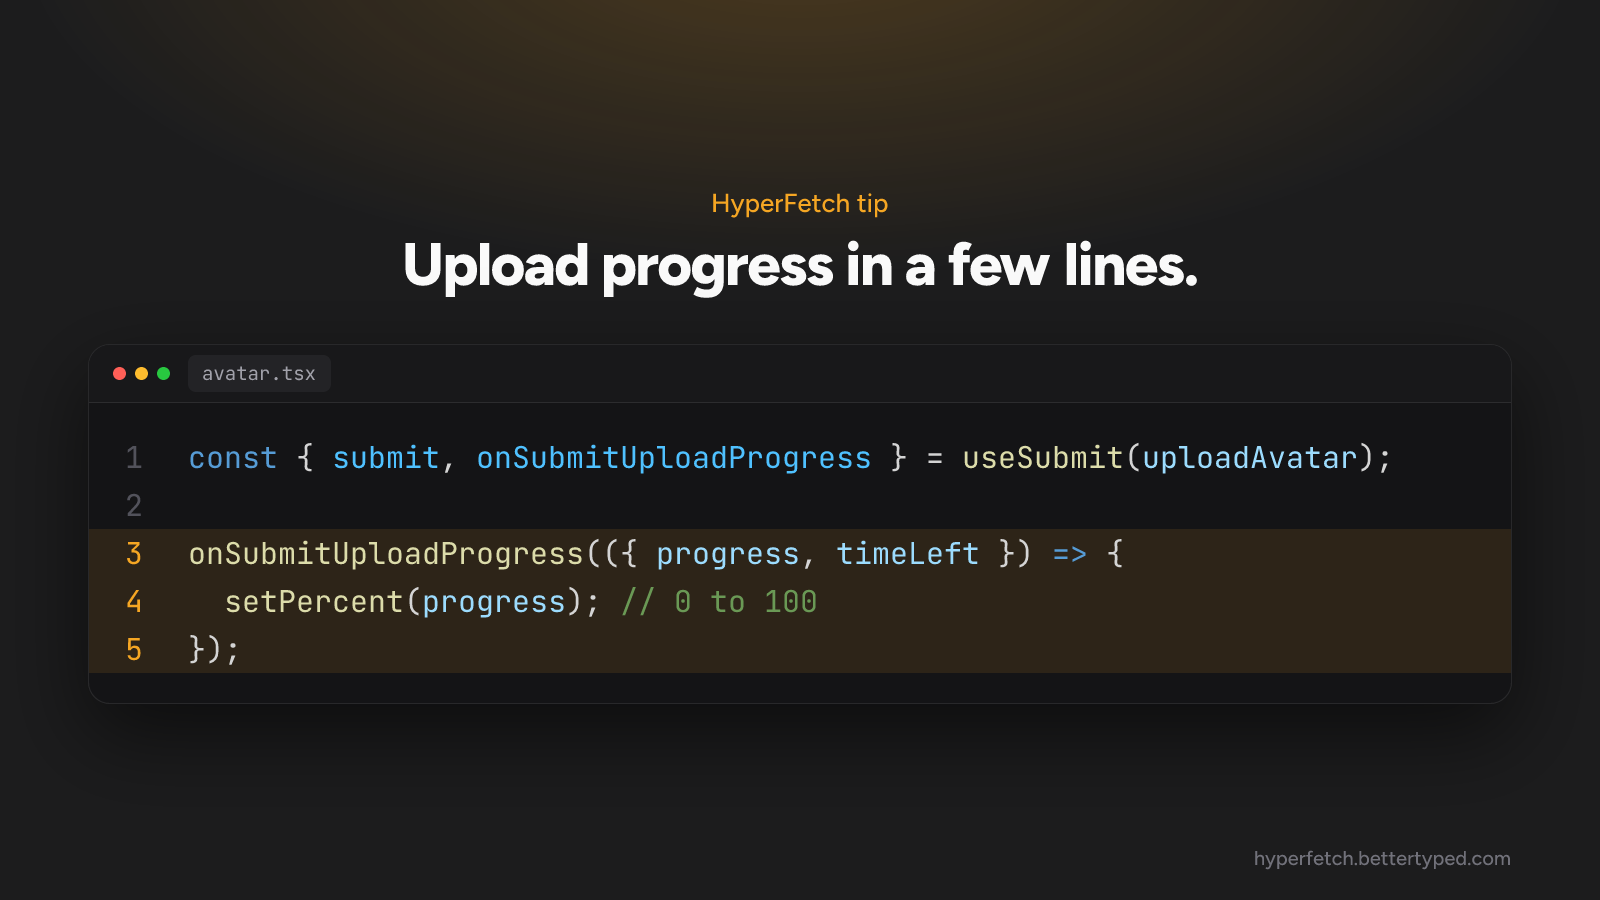 HyperFetch tip
Upload progress in a few lines.
avatar.tsx
1 const { submit, onSubmitUploadProgress } = useSubmit(uploadAvatar);
2
3 onSubmitUploadProgress(({ progress, timeLeft }) => {
4   setPercent(progress); // 0 to 100
5 });
hyperfetch.bettertyped.com